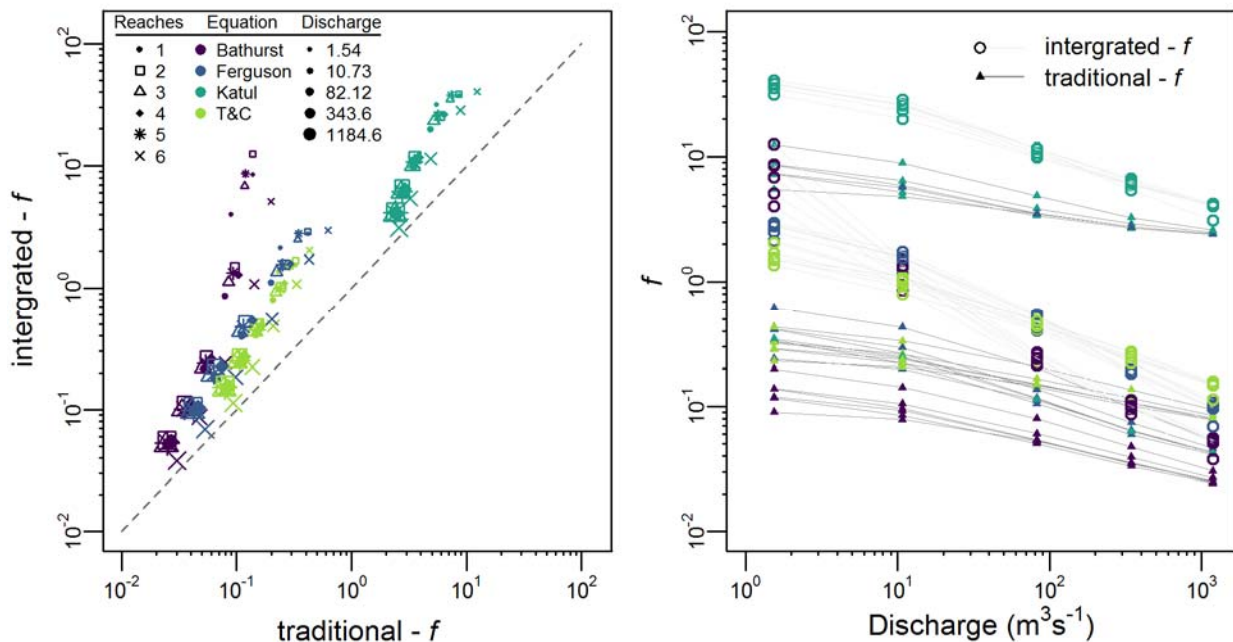 Reaches Equation Discharge
1 Bathurst 1.54
2 Ferguson 10.73
3 Katul 82.12
4 T&C 343.6
5 1184.6
6
intergrated - f
10²
10¹
10⁰
10⁻¹
10⁻²
10⁻² 10⁻¹ 10⁰ 10¹ 10²
traditional - f
intergrated - f
traditional - f
f
10²
10¹
10⁰
10⁻¹
10⁻²
10⁰ 10¹ 10² 10³
Discharge (m³s⁻¹)